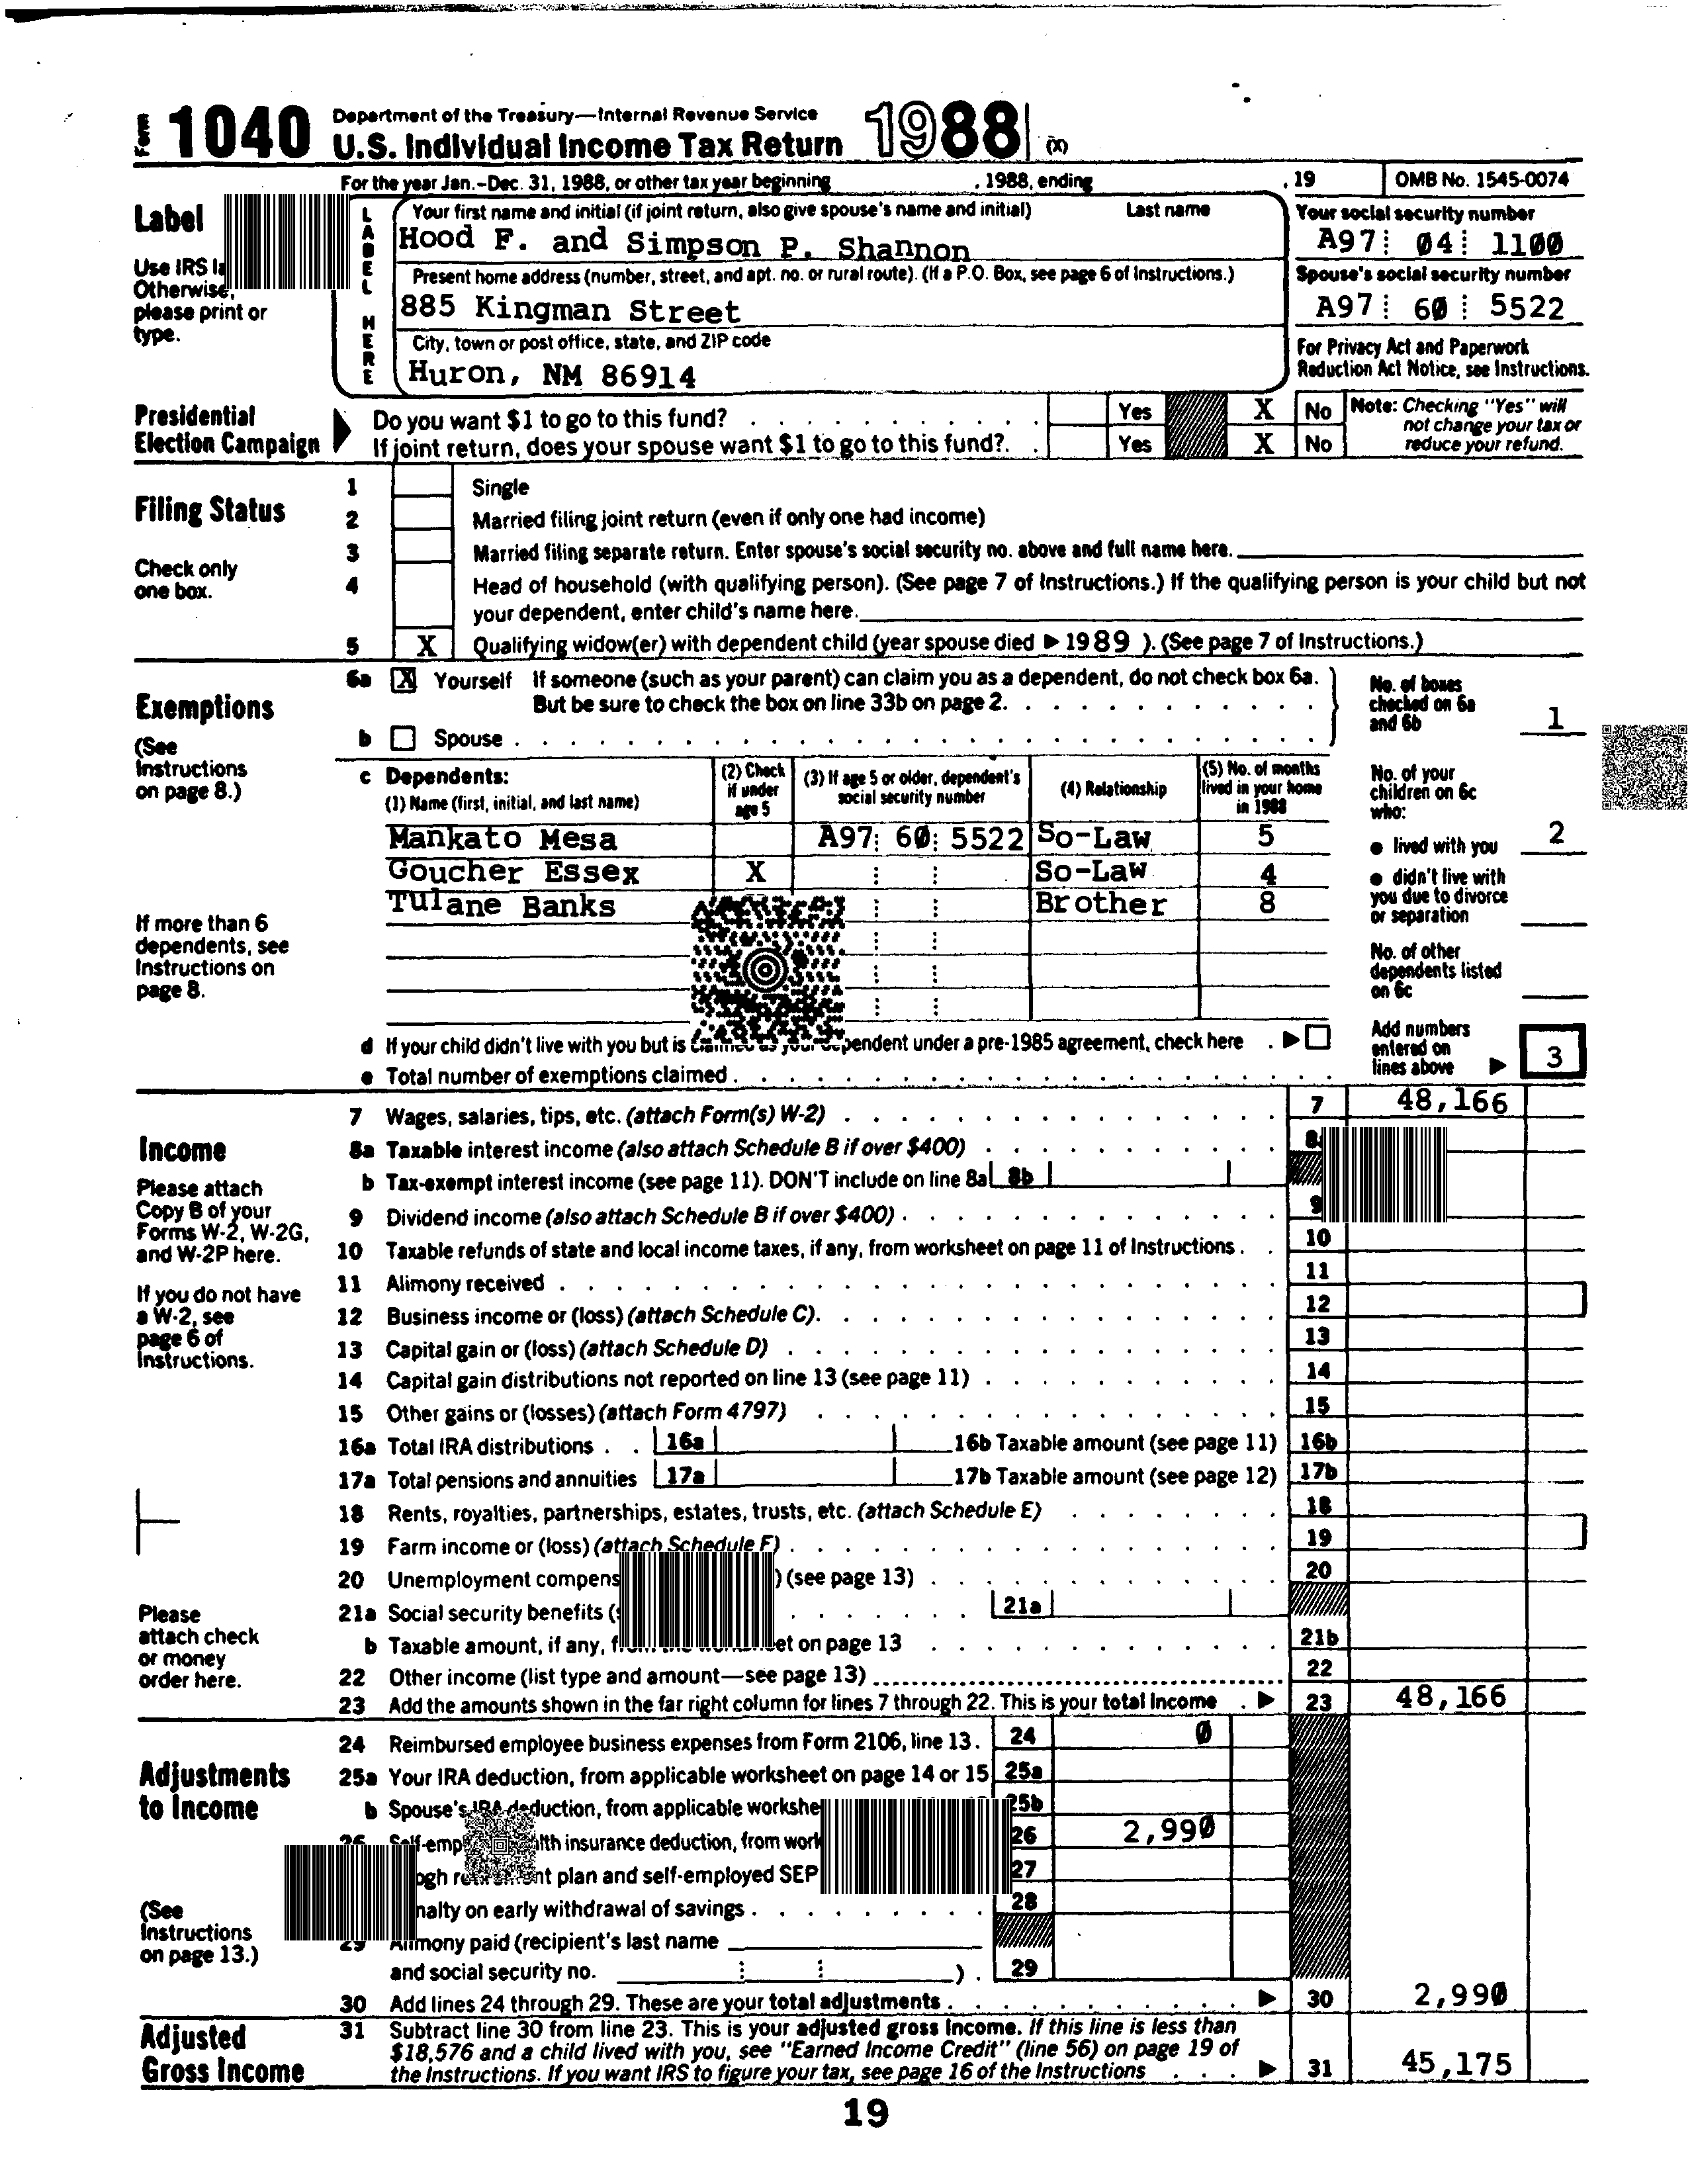 Form 1040 Department of the Treasury—Internal Revenue Service
U.S. Individual Income Tax Return 1988 (X)
For the year Jan.-Dec. 31, 1988, or other tax year beginning , 1988, ending , 19 OMB No. 1545-0074
Label
Use IRS
Otherwise,
please print or
type.
LABEL HERE
Your first name and initial (if joint return, also give spouse's name and initial) Last name
Hood F. and Simpson P. Shannon
Present home address (number, street, and apt. no. or rural route). (If a P.O. Box, see page 6 of Instructions.)
885 Kingman Street
City, town or post office, state, and ZIP code
Huron, NM 86914
Your social security number
A97 04 1100
Spouse's social security number
A97 60 5522
For Privacy Act and Paperwork
Reduction Act Notice, see Instructions.
Presidential
Election Campaign
Do you want $1 to go to this fund? Yes X No
If joint return, does your spouse want $1 to go to this fund? Yes X No
Note: Checking "Yes" will
not change your tax or
reduce your refund.
Filing Status
Check only
one box.
1 Single
2 Married filing joint return (even if only one had income)
3 Married filing separate return. Enter spouse's social security no. above and full name here.
4 Head of household (with qualifying person). (See page 7 of Instructions.) If the qualifying person is your child but not
your dependent, enter child's name here.
5 X Qualifying widow(er) with dependent child (year spouse died ▶ 1989 ). (See page 7 of Instructions.)
Exemptions
(See
Instructions
on page 8.)
If more than 6
dependents, see
Instructions on
page 8.
6a X Yourself If someone (such as your parent) can claim you as a dependent, do not check box 6a.
But be sure to check the box on line 33b on page 2.
b Spouse
No. of boxes
checked on 6a
and 6b 1
c Dependents:
(1) Name (first, initial, and last name)
(2) Check
if under
age 5
(3) If age 5 or older, dependent's
social security number
(4) Relationship
(5) No. of months
lived in your home
in 1988
Mankato Mesa A97 60 5522 So-Law 5
Goucher Essex X So-Law 4
Tulane Banks Brother 8
No. of your
children on 6c
who:
● lived with you 2
● didn't live with
you due to divorce
or separation
No. of other
dependents listed
on 6c
d If your child didn't live with you but is claimed as your dependent under a pre-1985 agreement, check here ▶
e Total number of exemptions claimed
Add numbers
entered on
lines above ▶ 3
Income
Please attach
Copy B of your
Forms W-2, W-2G,
and W-2P here.
If you do not have
a W-2, see
page 6 of
Instructions.
Please
attach check
or money
order here.
7 Wages, salaries, tips, etc. (attach Form(s) W-2) 7 48,166
8a Taxable interest income (also attach Schedule B if over $400)
b Tax-exempt interest income (see page 11). DON'T include on line 8a 8b
9 Dividend income (also attach Schedule B if over $400) 9
10 Taxable refunds of state and local income taxes, if any, from worksheet on page 11 of Instructions 10
11 Alimony received 11
12 Business income or (loss) (attach Schedule C) 12
13 Capital gain or (loss) (attach Schedule D) 13
14 Capital gain distributions not reported on line 13 (see page 11) 14
15 Other gains or (losses) (attach Form 4797) 15
16a Total IRA distributions 16a 16b Taxable amount (see page 11) 16b
17a Total pensions and annuities 17a 17b Taxable amount (see page 12) 17b
18 Rents, royalties, partnerships, estates, trusts, etc. (attach Schedule E) 18
19 Farm income or (loss) (attach Schedule F) 19
20 Unemployment compens ) (see page 13) 20
21a Social security benefits ( 21a
b Taxable amount, if any, et on page 13 21b
22 Other income (list type and amount—see page 13) 22
23 Add the amounts shown in the far right column for lines 7 through 22. This is your total income ▶ 23 48,166
Adjustments
to Income
(See
Instructions
on page 13.)
24 Reimbursed employee business expenses from Form 2106, line 13. 24 0
25a Your IRA deduction, from applicable worksheet on page 14 or 15 25a
b Spouse's IRA deduction, from applicable workshe 25b
26 Self-emp lth insurance deduction, from work 26 2,990
ogh nt plan and self-employed SEP 27
nalty on early withdrawal of savings 28
29 Alimony paid (recipient's last name
and social security no. ) 29
30 Add lines 24 through 29. These are your total adjustments ▶ 30 2,990
Adjusted
Gross Income
31 Subtract line 30 from line 23. This is your adjusted gross income. If this line is less than
$18,576 and a child lived with you, see "Earned Income Credit" (line 56) on page 19 of
the Instructions. If you want IRS to figure your tax, see page 16 of the Instructions ▶ 31 45,175
19